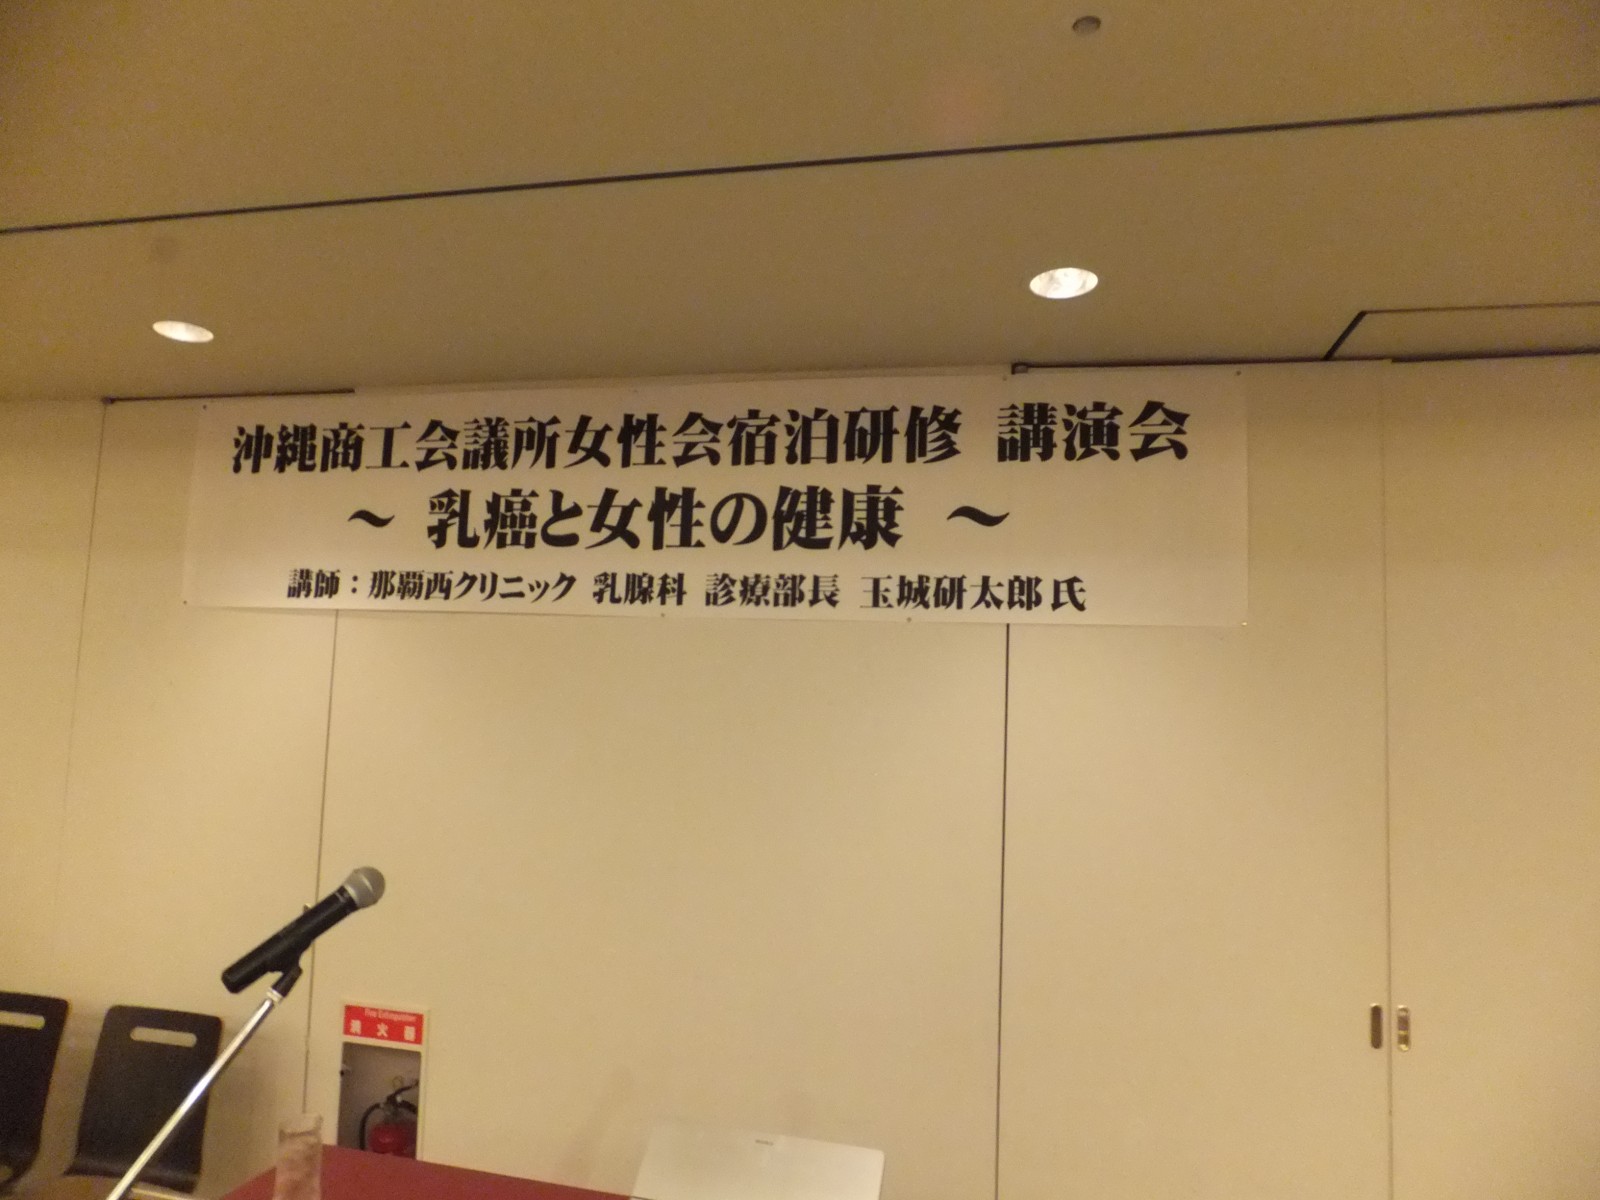 沖縄商工会議所女性会宿泊研修 講演会
～ 乳癌と女性の健康 ～
講師：那覇西クリニック 乳腺科 診療部長 玉城研太郎 氏
Fire Extinguisher
消火器